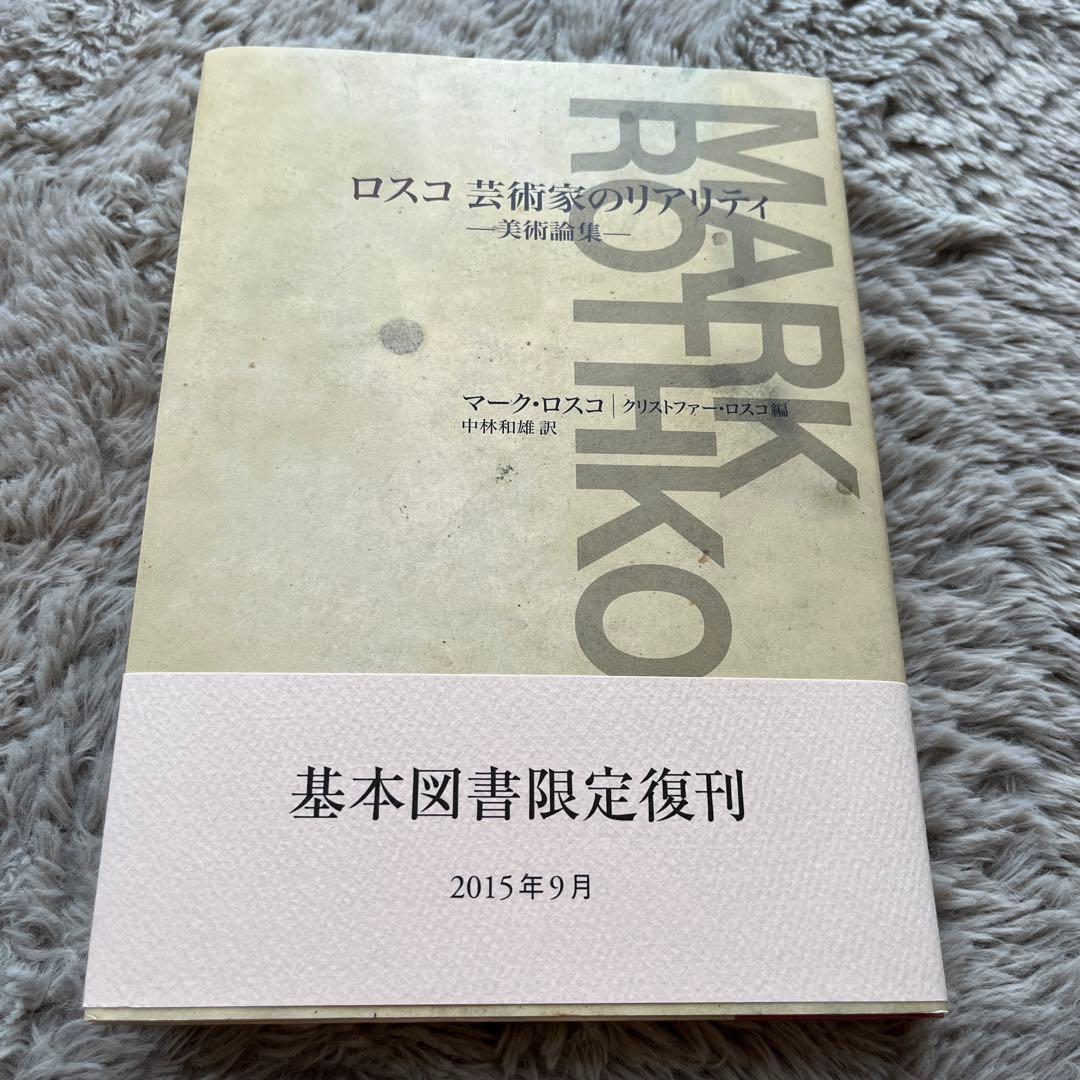 MARK
ROTHKO
ロスコ 芸術家のリアリティ
―美術論集―
マーク・ロスコ｜クリストファー・ロスコ 編
中林和雄 訳
基本図書限定復刊
2015年9月